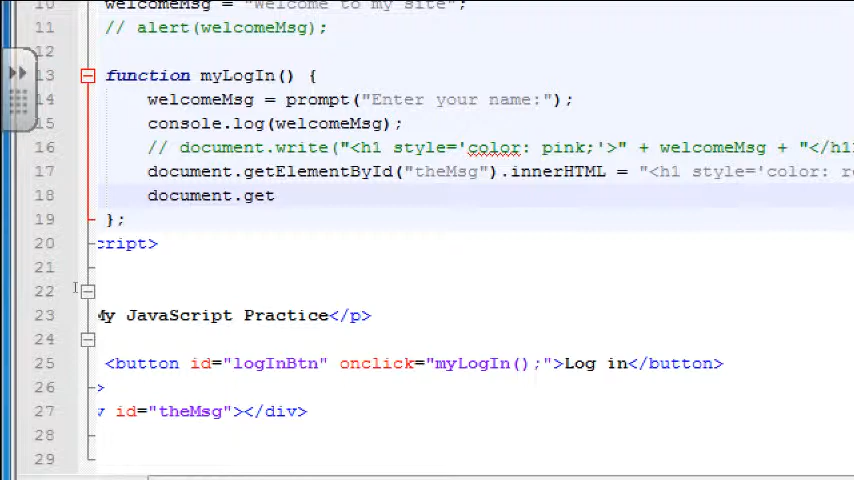 10 welcomeMsg = "Welcome to my site";
11 // alert(welcomeMsg);
12
13 function myLogIn() {
14 welcomeMsg = prompt("Enter your name:");
15 console.log(welcomeMsg);
16 // document.write("<h1 style='color: pink;'>" + welcomeMsg + "</h1
17 document.getElementById("theMsg").innerHTML = "<h1 style='color: re
18 document.get
19 };
20 cript>
21
22
23 My JavaScript Practice</p>
24
25 <button id="logInBtn" onclick="myLogIn();">Log in</button>
26 >
27 v id="theMsg"></div>
28
29